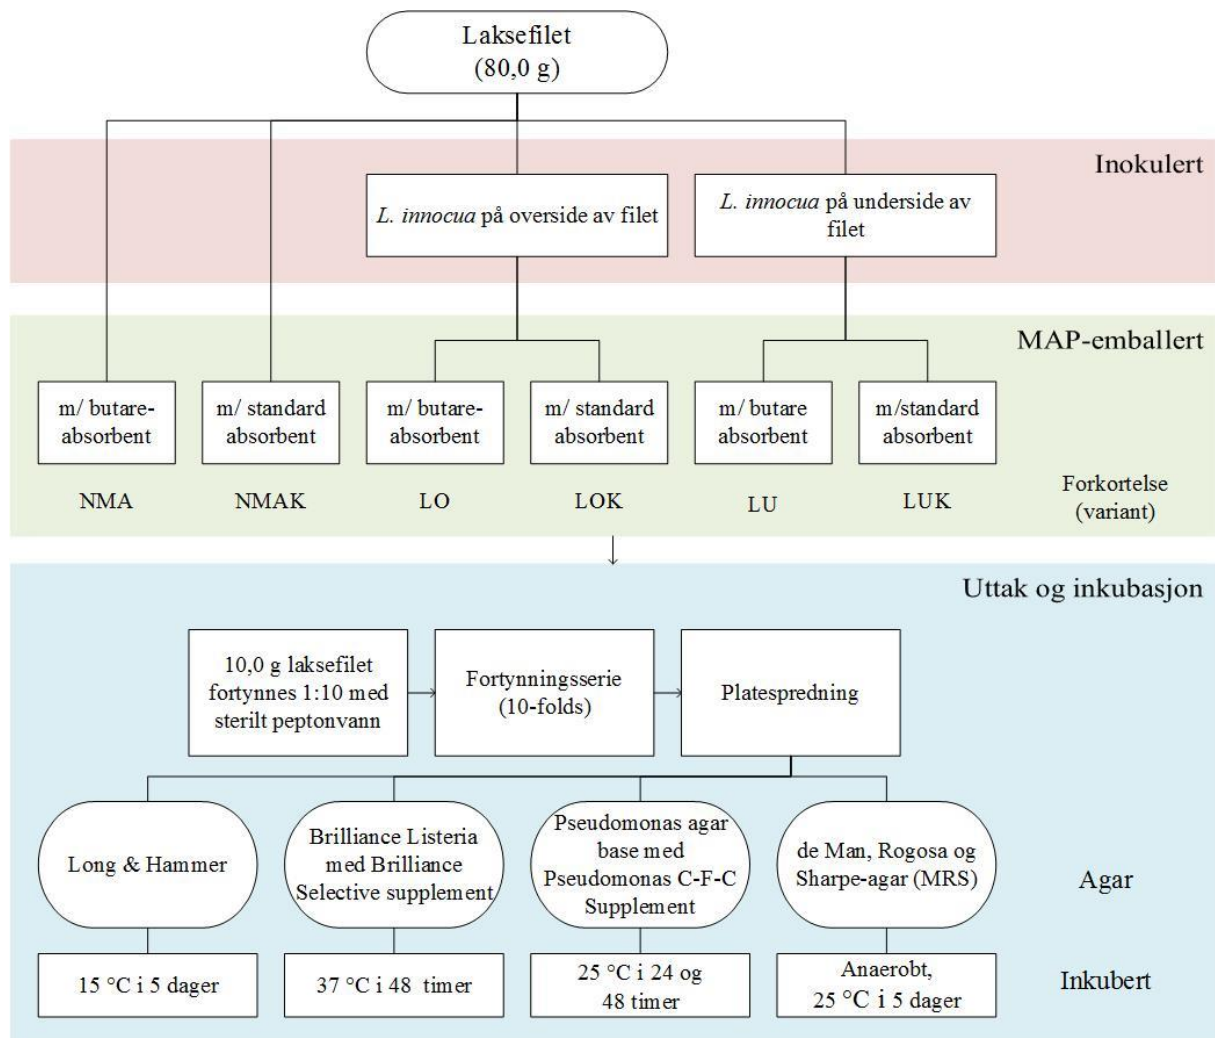 Laksefilet
(80,0 g)
Inokulert
L. innocua på overside av filet
L. innocua på underside av
filet
MAP-emballert
m/ butare-
absorbent
m/ standard
absorbent
m/ butare-
absorbent
m/ standard
absorbent
m/ butare
absorbent
m/standard
absorbent
NMA
NMAK
LO
LOK
LU
LUK
Forkortelse
(variant)
Uttak og inkubasjon
10,0 g laksefilet
fortynnes 1:10 med
sterilt peptonvann
Fortynningsserie
(10-folds)
Platespredning
Long & Hammer
Brilliance Listeria
med Brilliance
Selective supplement
Pseudomonas agar
base med
Pseudomonas C-F-C
Supplement
de Man, Rogosa og
Sharpe-agar (MRS)
Agar
15 °C i 5 dager
37 °C i 48 timer
25 °C i 24 og
48 timer
Anaerobt,
25 °C i 5 dager
Inkubert